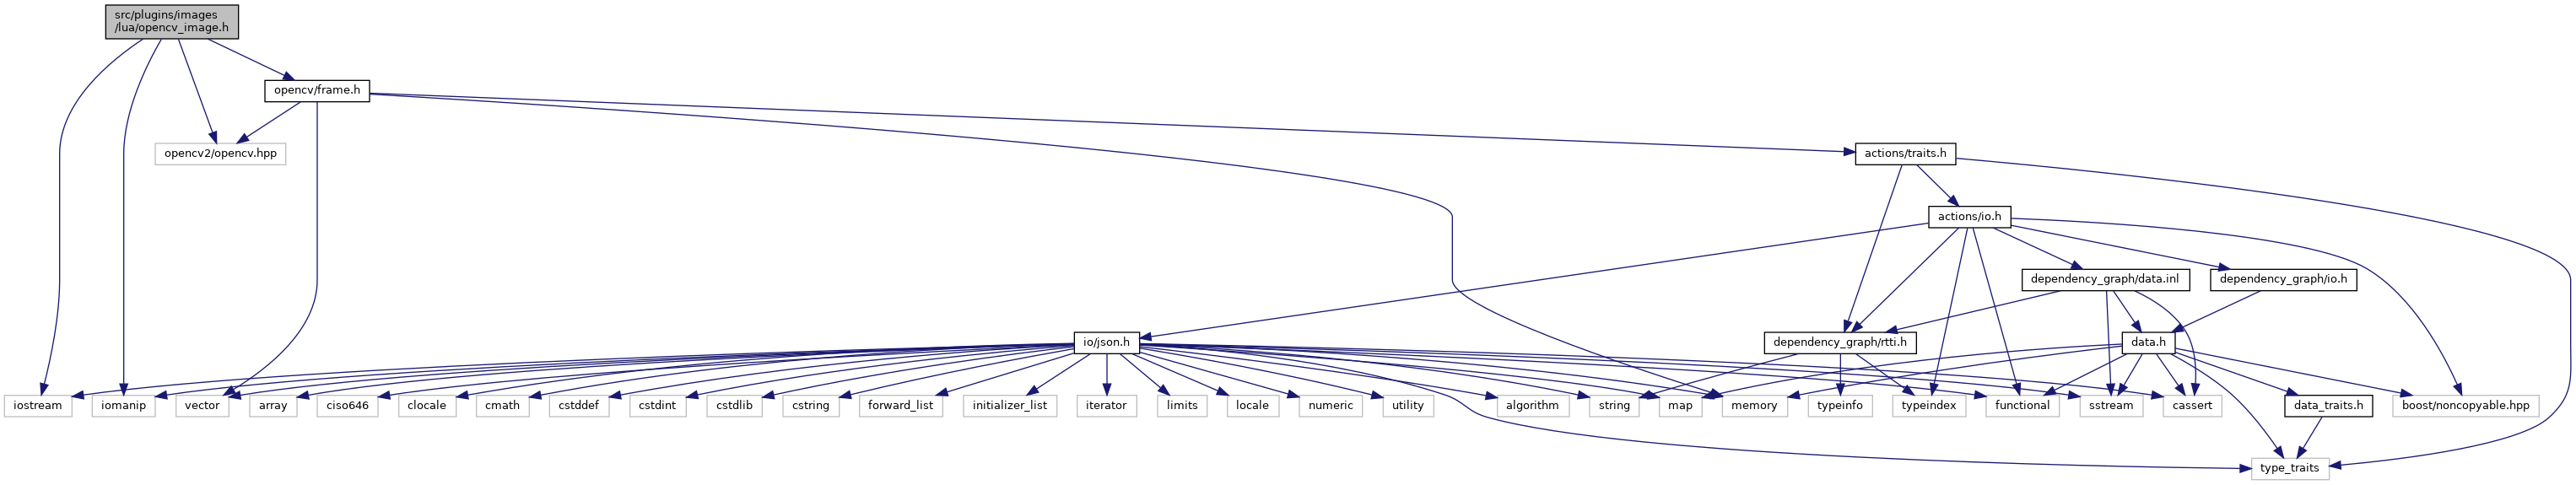 src/plugins/images
/lua/opencv_image.h
opencv/frame.h
opencv2/opencv.hpp
actions/traits.h
actions/io.h
dependency_graph/data.inl
dependency_graph/io.h
io/json.h
dependency_graph/rtti.h
data.h
iostream
iomanip
vector
array
ciso646
clocale
cmath
cstddef
cstdint
cstdlib
cstring
forward_list
initializer_list
iterator
limits
locale
numeric
utility
algorithm
string
map
memory
typeinfo
typeindex
functional
sstream
cassert
data_traits.h
boost/noncopyable.hpp
type_traits